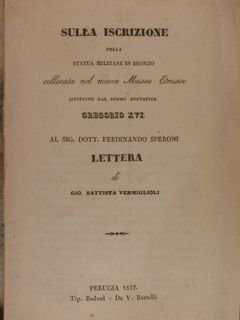 SULLA ISCRIZIONE
DELLA
STATUA MILITARE IN BRONZO
collocata nel nuovo Museo Etrusco
ISTITUITO DAL SOMMO PONTEFICE
GREGORIO XVI
AL SIG. DOTT. FERDINANDO SPERONI
LETTERA
di
GIO. BATTISTA VERMIGLIOLI
PERUGIA 1837.
Tip. Baduel - Da V. Bartelli